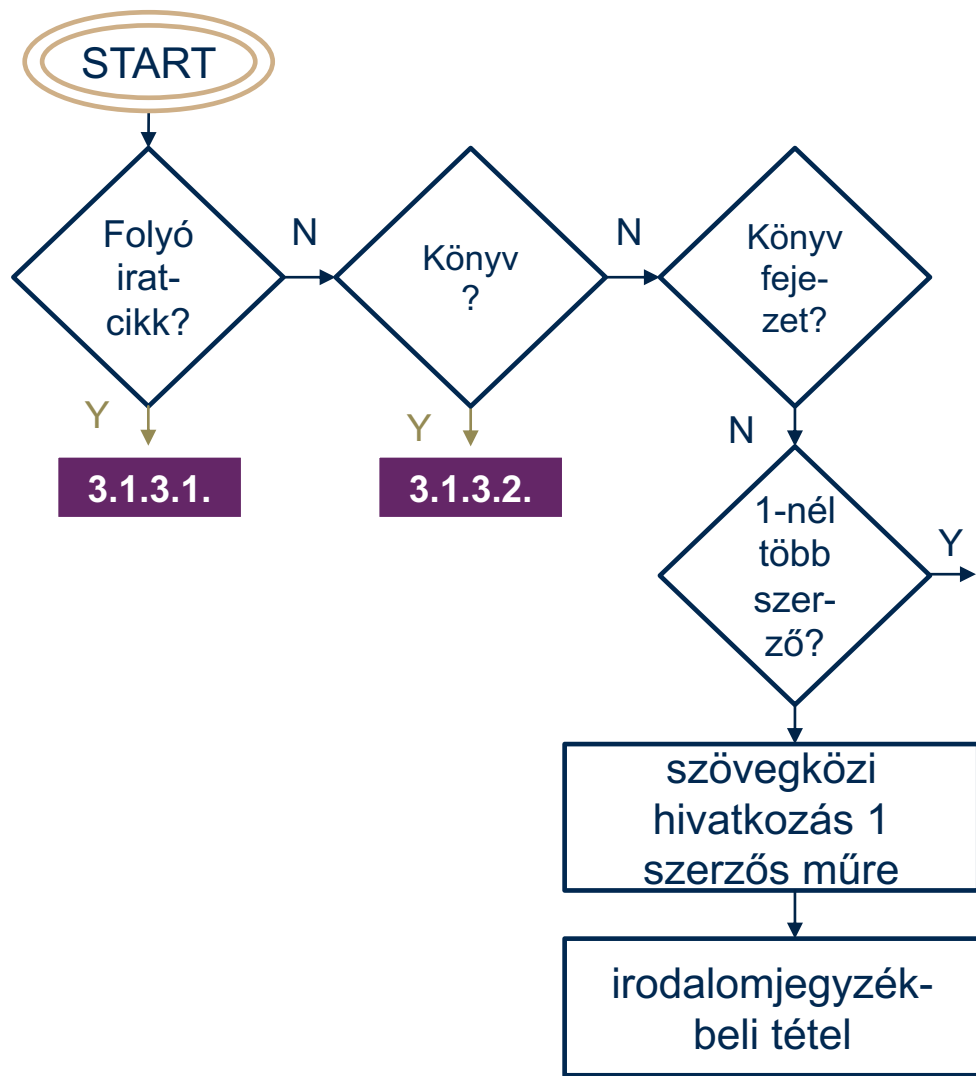 START
Folyó
irat-
cikk?
N
Könyv
?
N
Könyv
feje-
zet?
Y
3.1.3.1.
Y
3.1.3.2.
N
1-nél
több
szer-
ző?
Y
szövegközi
hivatkozás 1
szerzős műre
irodalomjegyzék-
beli tétel